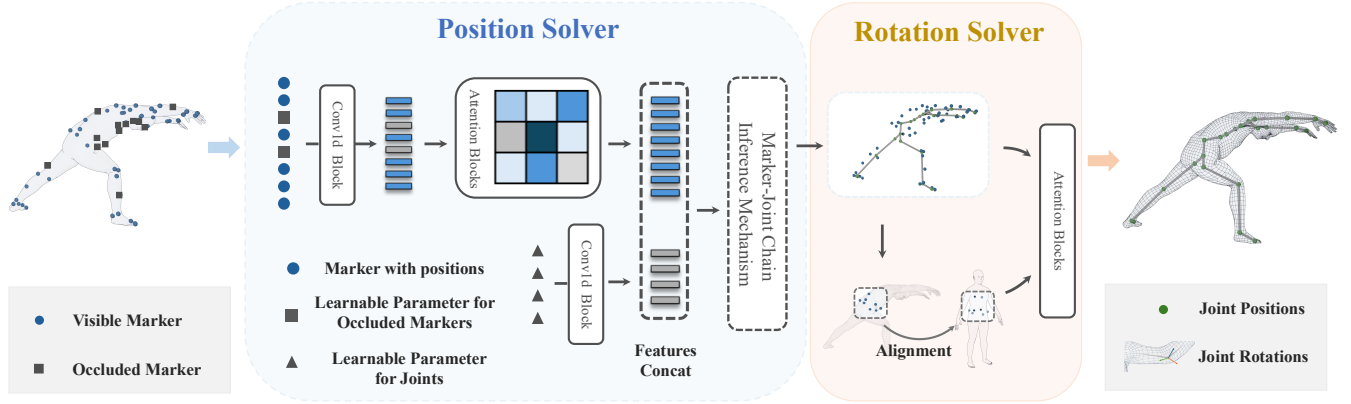 Position Solver
Rotation Solver
Conv1d Block
Attention Blocks
Marker-Joint Chain
Inference Mechanism
Attention Blocks
Marker with positions
Learnable Parameter for
Occluded Markers
Learnable Parameter
for Joints
Conv1d Block
Features
Concat
Alignment
Visible Marker
Occluded Marker
Joint Positions
Joint Rotations